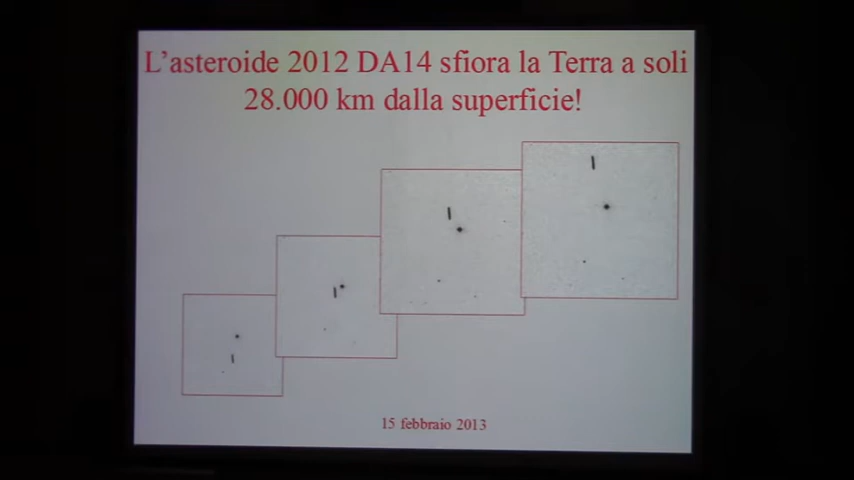 L’asteroide 2012 DA14 sfiora la Terra a soli
28.000 km dalla superficie!
15 febbraio 2013